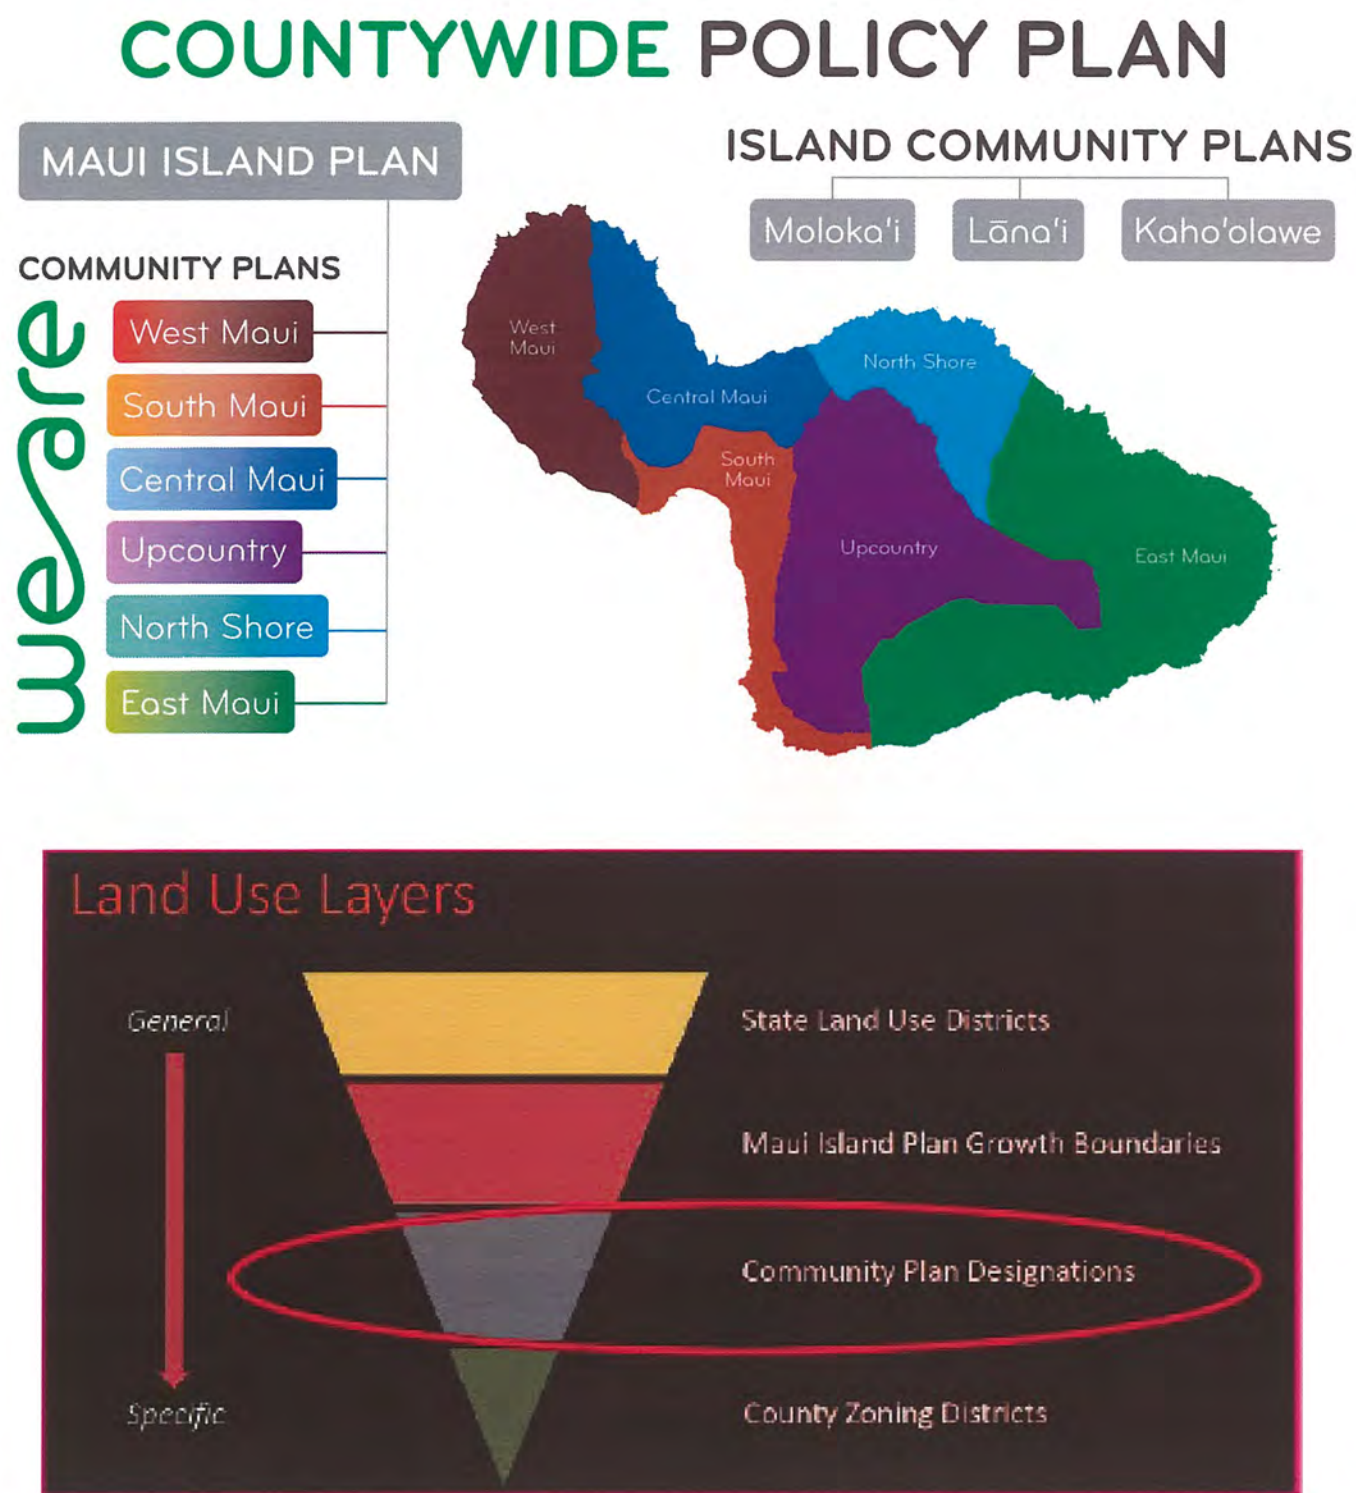 COUNTYWIDE POLICY PLAN
MAUI ISLAND PLAN
ISLAND COMMUNITY PLANS
Moloka'i
Lāna'i
Kaho'olawe
COMMUNITY PLANS
we are
West Maui
South Maui
Central Maui
Upcountry
North Shore
East Maui
West
Maui
Central Maui
North Shore
South
Maui
Upcountry
East Maui
Land Use Layers
General
Specific
State Land Use Districts
Maui Island Plan Growth Boundaries
Community Plan Designations
County Zoning Districts